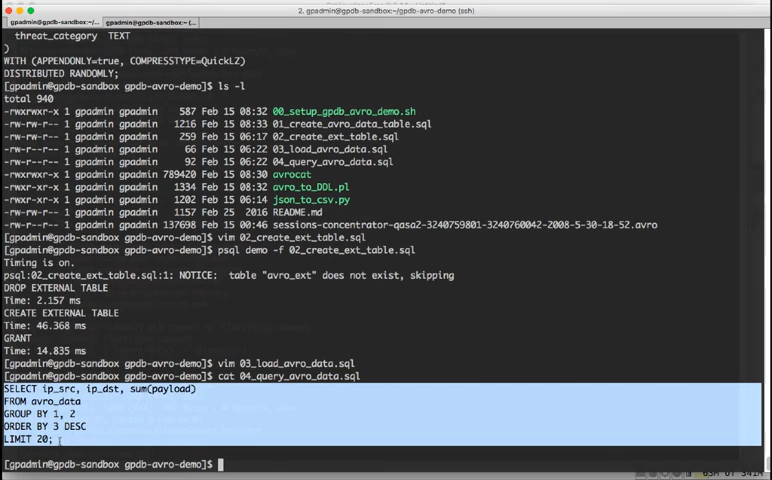 2. gpadmin@gpdb-sandbox:~/gpdb-avro-demo (ssh)
gpadmin@gpdb-sandbox:~/...
gpadmin@gpdb-sandbox:~ (...
threat_category TEXT
)
WITH (APPENDONLY=true, COMPRESSTYPE=QuickLZ)
DISTRIBUTED RANDOMLY;
[gpadmin@gpdb-sandbox gpdb-avro-demo]$ ls -l
total 940
-rwxrwxr-x 1 gpadmin gpadmin 587 Feb 15 08:32 00_setup_gpdb_avro_demo.sh
-rw-rw-r-- 1 gpadmin gpadmin 1216 Feb 15 08:33 01_create_avro_data_table.sql
-rw-rw-r-- 1 gpadmin gpadmin 259 Feb 15 06:22 02_create_ext_table.sql
-rw-r--r-- 1 gpadmin gpadmin 66 Feb 15 06:22 03_load_avro_data.sql
-rw-r--r-- 1 gpadmin gpadmin 92 Feb 15 06:22 04_query_avro_data.sql
-rwxrwxr-x 1 gpadmin gpadmin 789420 Feb 15 08:30 avrocat
-rwxr-xr-x 1 gpadmin gpadmin 1334 Feb 15 08:32 avro_to_DDL.pl
-rwxr-xr-x 1 gpadmin gpadmin 1202 Feb 15 06:14 json_to_csv.py
-rw-rw-r-- 1 gpadmin gpadmin 1157 Feb 25 2016 README.md
-rw-rw-r-- 1 gpadmin gpadmin 137698 Feb 15 00:46 sessions-concentrator-qasa2-3240759801-3240760042-2008-5-30-18-52.avro
[gpadmin@gpdb-sandbox gpdb-avro-demo]$ vim 02_create_ext_table.sql
[gpadmin@gpdb-sandbox gpdb-avro-demo]$ psql demo -f 02_create_ext_table.sql
Timing is on.
psql:02_create_ext_table.sql:1: NOTICE: table "avro_ext" does not exist, skipping
DROP EXTERNAL TABLE
Time: 2.157 ms
CREATE EXTERNAL TABLE
Time: 46.368 ms
GRANT
Time: 14.835 ms
[gpadmin@gpdb-sandbox gpdb-avro-demo]$ vim 03_load_avro_data.sql
[gpadmin@gpdb-sandbox gpdb-avro-demo]$ cat 04_query_avro_data.sql
SELECT ip_src, ip_dst, sum(payload)
FROM avro_data
GROUP BY 1, 2
ORDER BY 3 DESC
LIMIT 20;
[gpadmin@gpdb-sandbox gpdb-avro-demo]$